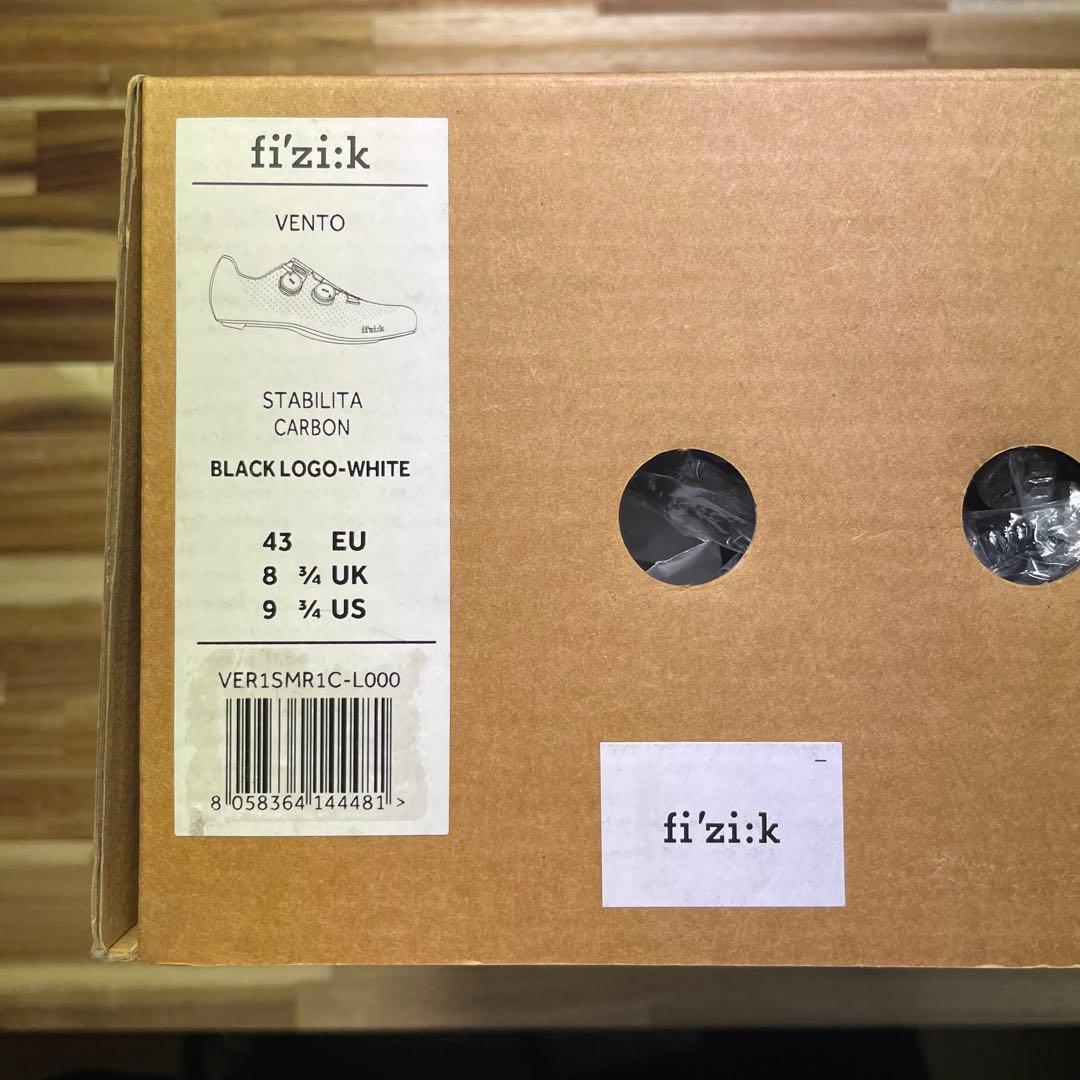 fi'zi:k
VENTO
fi'zi:k
STABILITA
CARBON
BLACK LOGO-WHITE
43 EU
8 ¾ UK
9 ¾ US
VER1SMR1C-L000
8 058364 144481 >
fi'zi:k